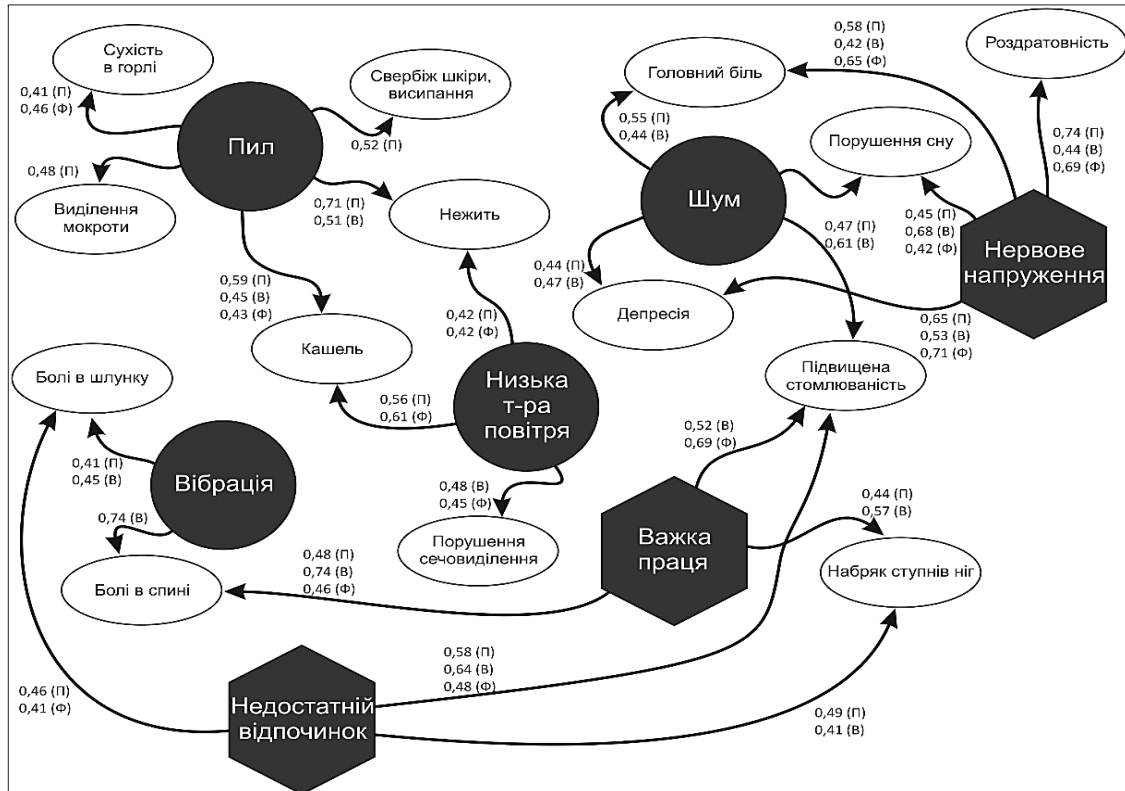 Сухість
в горлі
0,41 (П)
0,46 (Ф)
Свербіж шкіри,
висипання
0,52 (П)
Пил
0,48 (П)
Виділення
мокроти
0,71 (П)
0,51 (В)
Нежить
0,59 (П)
0,45 (В)
0,43 (Ф)
Кашель
0,42 (П)
0,42 (Ф)
0,58 (П)
0,42 (В)
0,65 (Ф)
Головний біль
Роздратовність
0,55 (П)
0,44 (В)
Порушення сну
0,74 (П)
0,44 (В)
0,69 (Ф)
Шум
0,47 (П)
0,61 (В)
0,45 (П)
0,68 (В)
0,42 (Ф)
Нервове
напруження
0,44 (П)
0,47 (В)
Депресія
0,65 (П)
0,53 (В)
0,71 (Ф)
Підвищена
стомлюваність
Болі в шлунку
0,56 (П)
0,61 (Ф)
Низька
т-ра
повітря
0,41 (П)
0,45 (В)
Вібрація
0,52 (В)
0,69 (Ф)
0,74 (В)
0,48 (В)
0,45 (Ф)
Порушення
сечовиділення
Важка
праця
0,44 (П)
0,57 (В)
Набряк ступнів ніг
Болі в спині
0,48 (П)
0,74 (В)
0,46 (Ф)
0,58 (П)
0,64 (В)
0,48 (Ф)
0,46 (П)
0,41 (Ф)
Недостатній
відпочинок
0,49 (П)
0,41 (В)